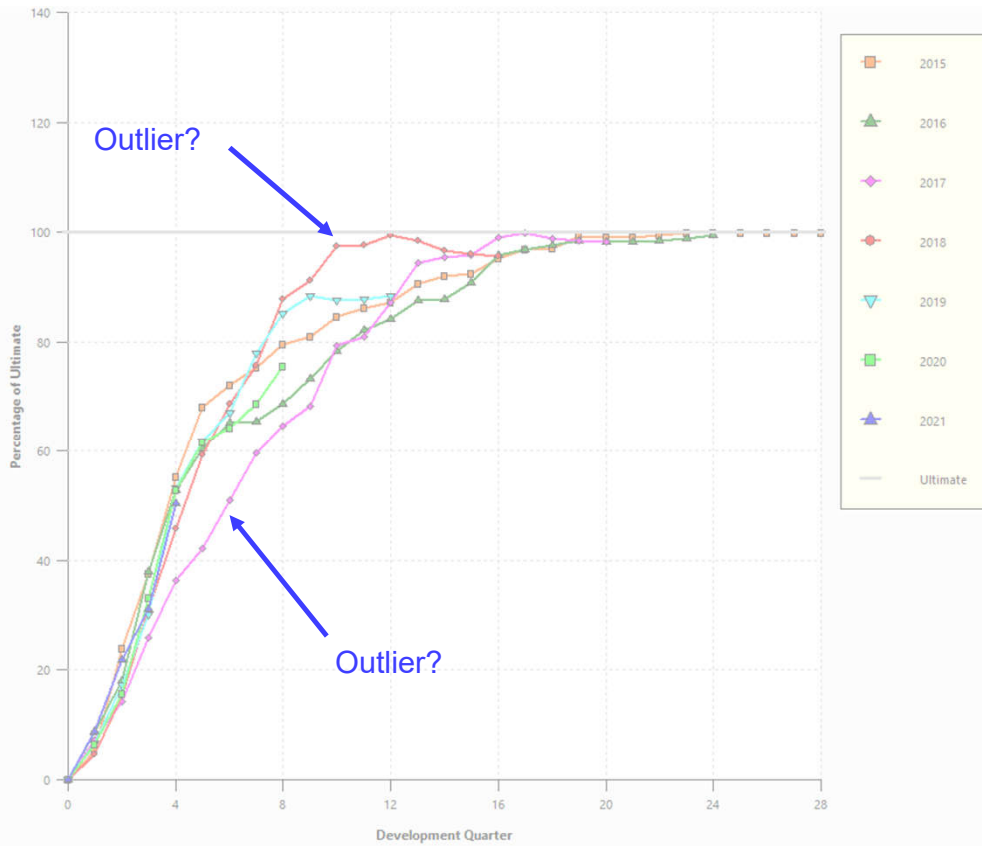 140
120
100
80
60
40
20
0
Percentage of Ultimate
Outlier?
Outlier?
0 4 8 12 16 20 24 28
Development Quarter
2015
2016
2017
2018
2019
2020
2021
Ultimate